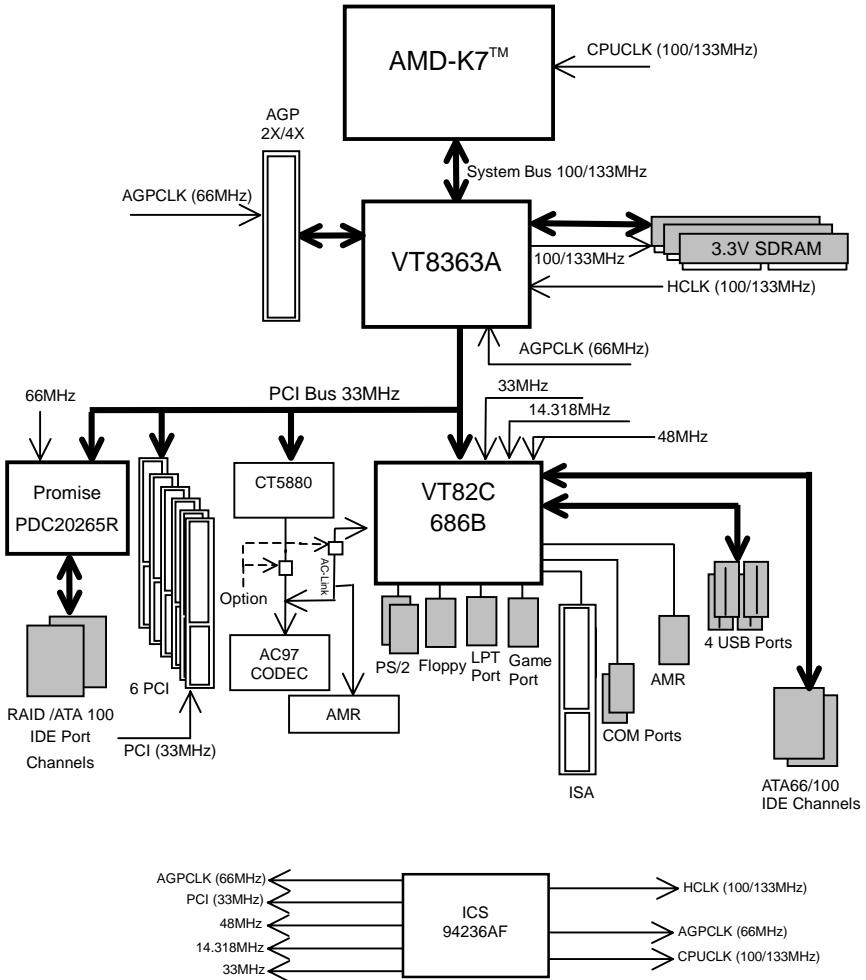 AMD-K7™
CPUCLK (100/133MHz)
AGP
2X/4X
System Bus 100/133MHz
AGPCLK (66MHz)
VT8363A
3.3V SDRAM
100/133MHz
HCLK (100/133MHz)
AGPCLK (66MHz)
PCI Bus 33MHz
33MHz
66MHz
14.318MHz
48MHz
Promise
PDC20265R
CT5880
VT82C
686B
AC-Link
Option
AC97
CODEC
AMR
PS/2
Floppy
LPT
Port
Game
Port
AMR
4 USB Ports
6 PCI
RAID /ATA 100
IDE Port
Channels
PCI (33MHz)
COM Ports
ISA
ATA66/100
IDE Channels
AGPCLK (66MHz)
PCI (33MHz)
48MHz
14.318MHz
33MHz
ICS
94236AF
HCLK (100/133MHz)
AGPCLK (66MHz)
CPUCLK (100/133MHz)